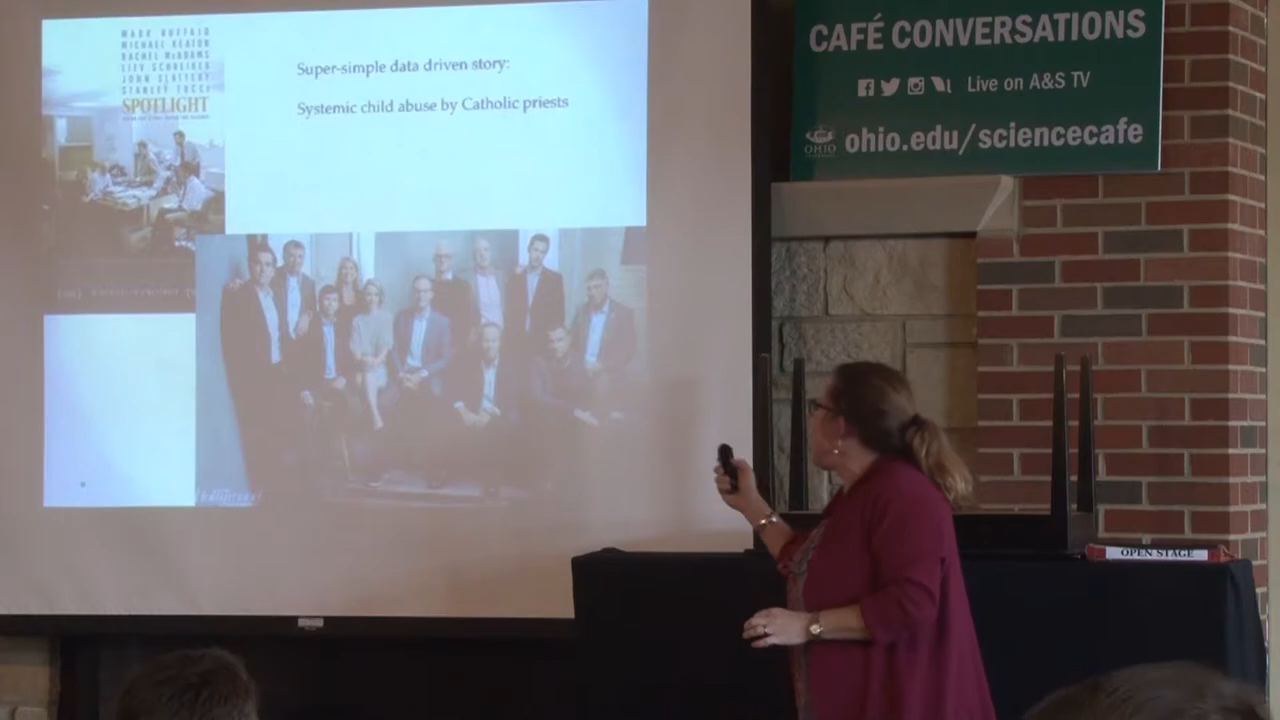 MARK RUFFALO
MICHAEL KEATON
RACHEL McADAMS
LIEV SCHREIBER
JOHN SLATTERY
STANLEY TUCCI
SPOTLIGHT
Super-simple data driven story:
Systemic child abuse by Catholic priests
CAFÉ CONVERSATIONS
Live on A&S TV
OHIO
ohio.edu/sciencecafe
OPEN STAGE